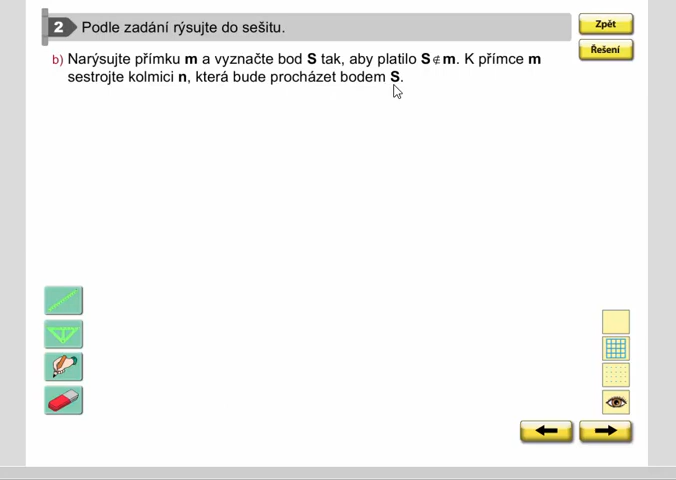 2 Podle zadání rýsujte do sešitu.
Zpět
Řešení
b) Narýsujte přímku m a vyznačte bod S tak, aby platilo S∉m. K přímce m
sestrojte kolmici n, která bude procházet bodem S.